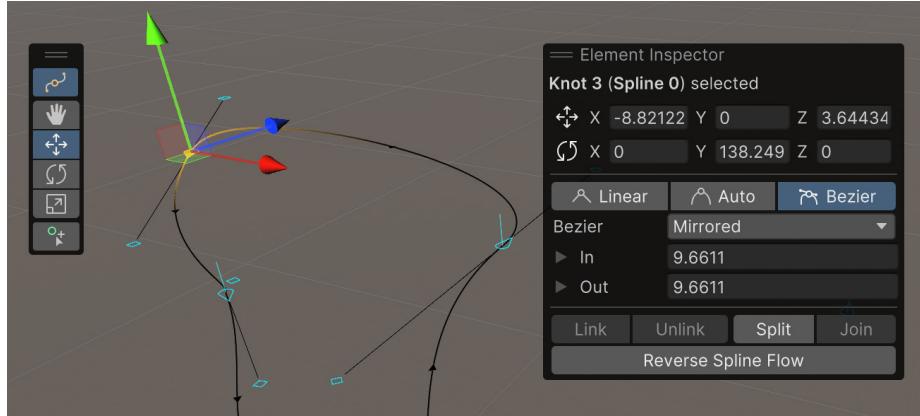 Element Inspector
Knot 3 (Spline 0) selected
X -8.82122 Y 0 Z 3.64434
X 0 Y 138.249 Z 0
Linear Auto Bezier
Bezier Mirrored
In 9.6611
Out 9.6611
Link Unlink Split Join
Reverse Spline Flow